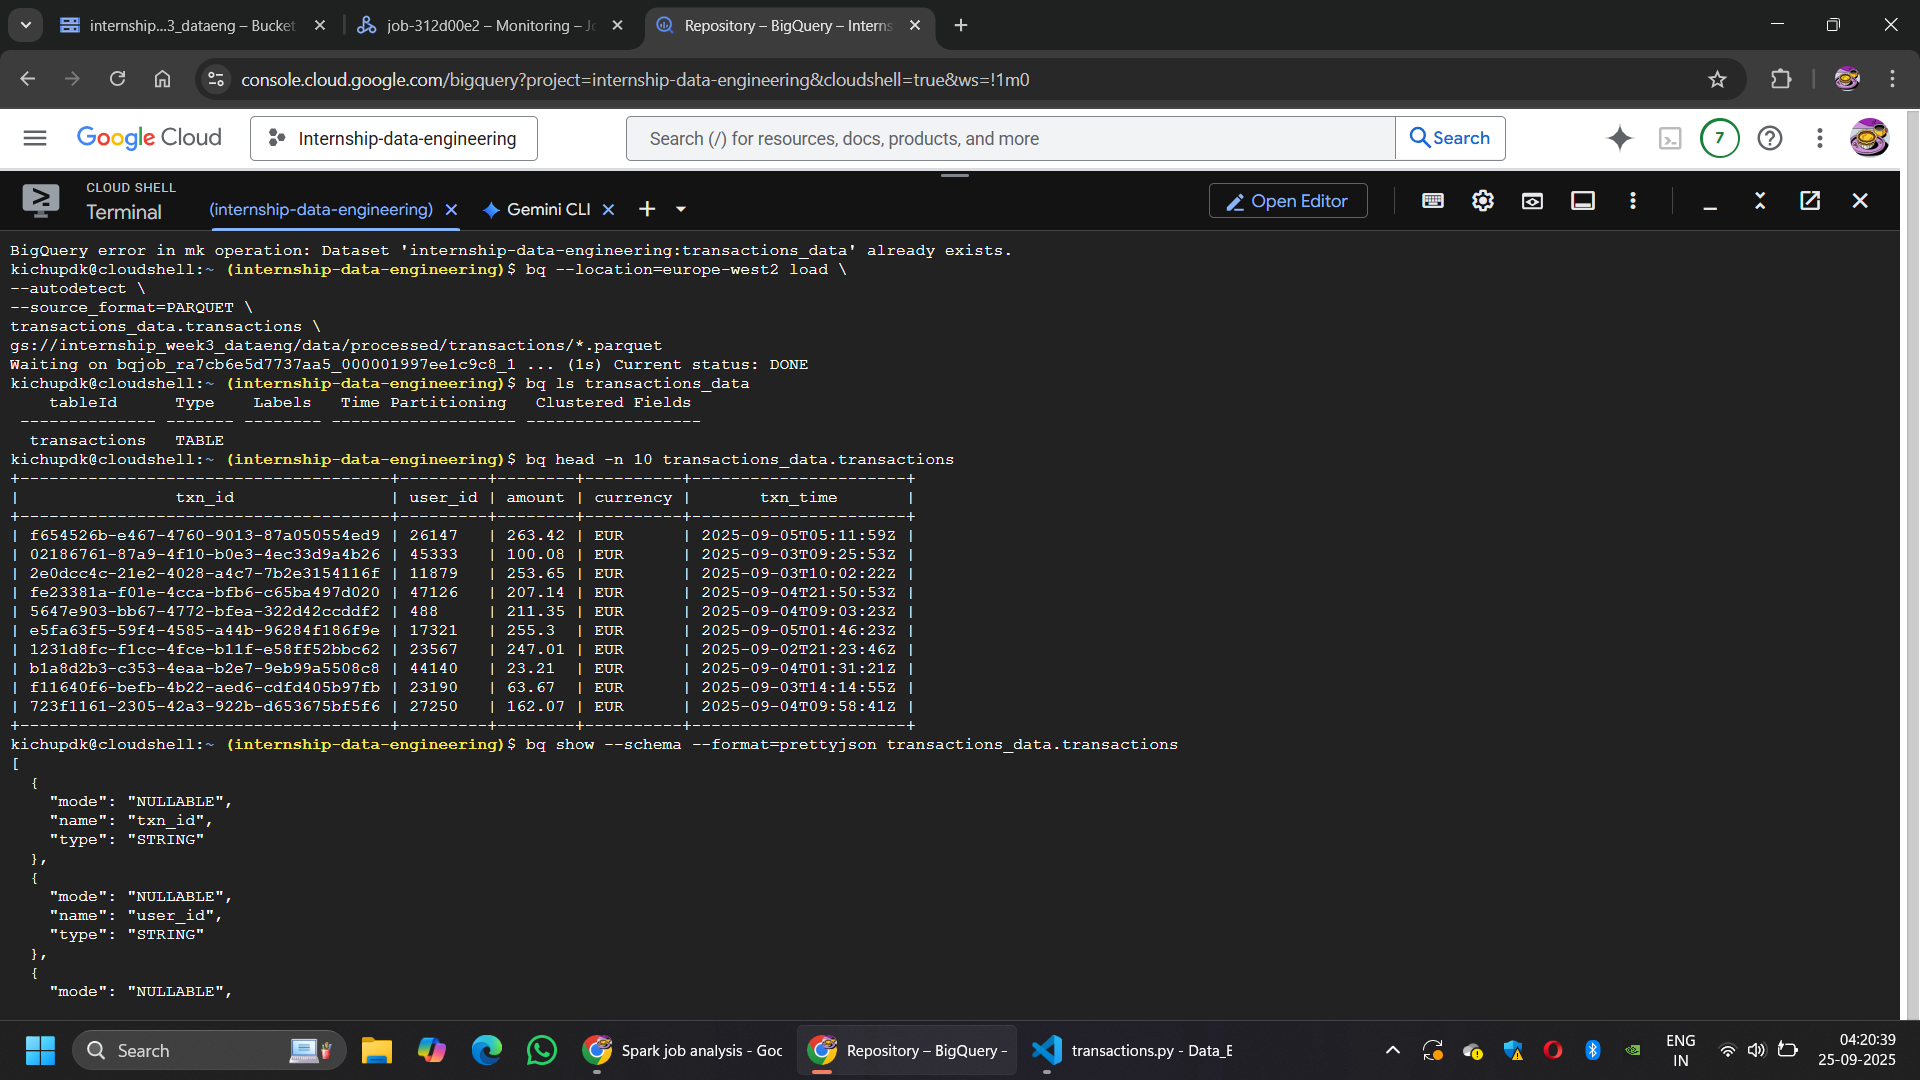 internship...3_dataeng – Bucket
job-312d00e2 – Monitoring – Jo
Repository – BigQuery – Interns
console.cloud.google.com/bigquery?project=internship-data-engineering&cloudshell=true&ws=!1m0
Google Cloud
Internship-data-engineering
Search (/) for resources, docs, products, and more
Search
7
CLOUD SHELL
Terminal
(internship-data-engineering)
Gemini CLI
Open Editor
BigQuery error in mk operation: Dataset 'internship-data-engineering:transactions_data' already exists.
kichupdk@cloudshell:~ (internship-data-engineering)$ bq --location=europe-west2 load \
--autodetect \
--source_format=PARQUET \
transactions_data.transactions \
gs://internship_week3_dataeng/data/processed/transactions/*.parquet
Waiting on bqjob_ra7cb6e5d7737aa5_000001997ee1c9c8_1 ... (1s) Current status: DONE
kichupdk@cloudshell:~ (internship-data-engineering)$ bq ls transactions_data
tableId Type Labels Time Partitioning Clustered Fields
-------------- ------- -------- ------------------- ------------------
transactions TABLE
kichupdk@cloudshell:~ (internship-data-engineering)$ bq head -n 10 transactions_data.transactions
+--------------------------------------+---------+--------+----------+----------------------+
| txn_id | user_id | amount | currency | txn_time |
+--------------------------------------+---------+--------+----------+----------------------+
| f654526b-e467-4760-9013-87a050554ed9 | 26147 | 263.42 | EUR | 2025-09-05T05:11:59Z |
| 02186761-87a9-4f10-b0e3-4ec33d9a4b26 | 45333 | 100.08 | EUR | 2025-09-03T09:25:53Z |
| 2e0dcc4c-21e2-4028-a4c7-7b2e3154116f | 11879 | 253.65 | EUR | 2025-09-03T10:02:22Z |
| fe23381a-f01e-4cca-bfb6-c65ba497d020 | 47126 | 207.14 | EUR | 2025-09-04T21:50:53Z |
| 5647e903-bb67-4772-bfea-322d42ccddf2 | 488 | 211.35 | EUR | 2025-09-04T09:03:23Z |
| e5fa63f5-59f4-4585-a44b-96284f186f9e | 17321 | 255.3 | EUR | 2025-09-05T01:46:23Z |
| 1231d8fc-f1cc-4fce-b11f-e58ff52bbc62 | 23567 | 247.01 | EUR | 2025-09-02T21:23:46Z |
| b1a8d2b3-c353-4eaa-b2e7-9eb99a5508c8 | 44140 | 23.21 | EUR | 2025-09-04T01:31:21Z |
| f11640f6-befb-4b22-aed6-cdfd405b97fb | 23190 | 63.67 | EUR | 2025-09-03T14:14:55Z |
| 723f1161-2305-42a3-922b-d653675bf5f6 | 27250 | 162.07 | EUR | 2025-09-04T09:58:41Z |
+--------------------------------------+---------+--------+----------+----------------------+
kichupdk@cloudshell:~ (internship-data-engineering)$ bq show --schema --format=prettyjson transactions_data.transactions
[
{
"mode": "NULLABLE",
"name": "txn_id",
"type": "STRING"
},
{
"mode": "NULLABLE",
"name": "user_id",
"type": "STRING"
},
{
"mode": "NULLABLE",
Search
Spark job analysis - Goo
Repository – BigQuery –
transactions.py - Data_E
ENG
IN
04:20:39
25-09-2025